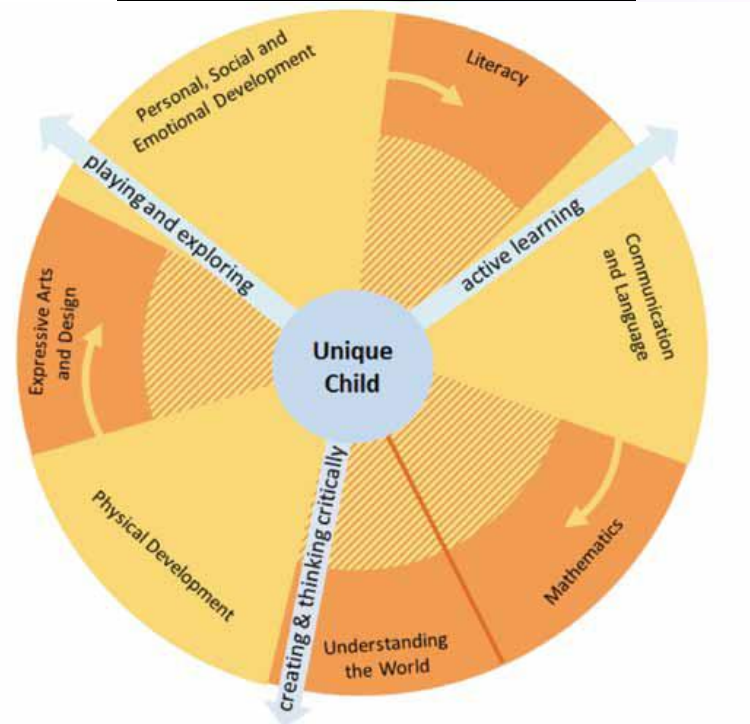 Personal, Social and
Emotional Development
Literacy
playing and exploring
active learning
Communication
and Language
Expressive Arts
and Design
Unique
Child
Physical Development
creating & thinking critically
Mathematics
Understanding
the World